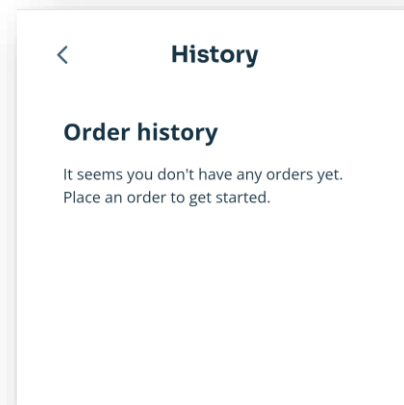 History
Order history
It seems you don't have any orders yet.
Place an order to get started.